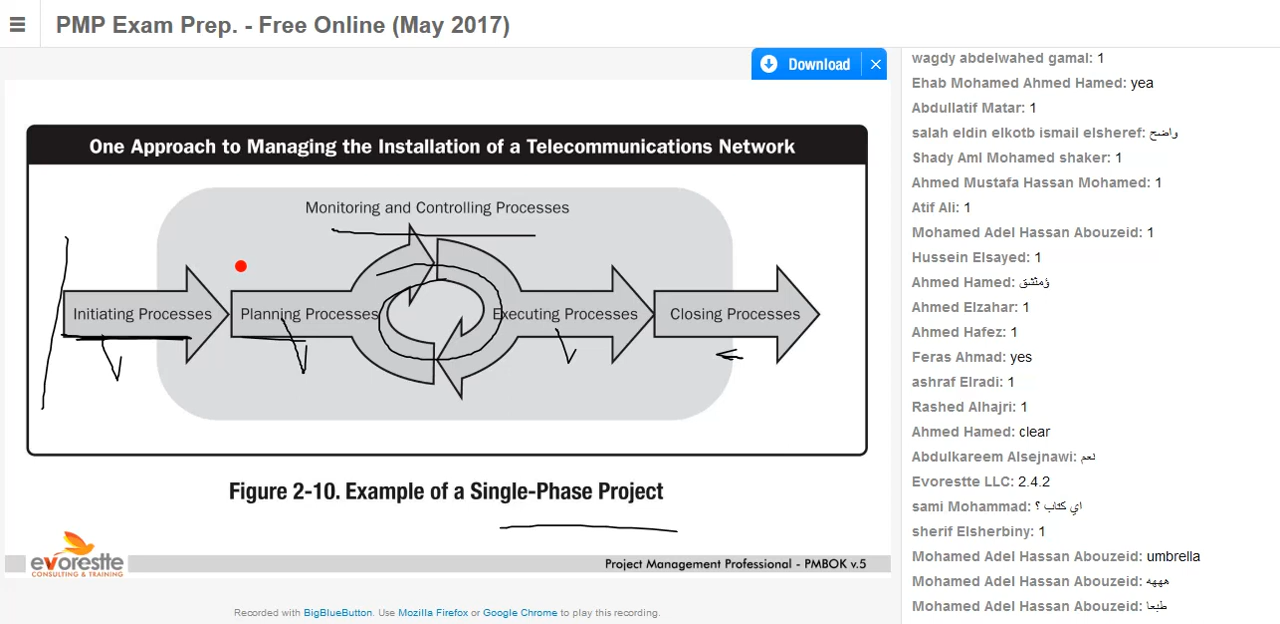 PMP Exam Prep. - Free Online (May 2017)
Download
One Approach to Managing the Installation of a Telecommunications Network
Monitoring and Controlling Processes
Initiating Processes
Planning Processes
Executing Processes
Closing Processes
Figure 2-10. Example of a Single-Phase Project
evorestte
CONSULTING & TRAINING
Project Management Professional - PMBOK v.5
Recorded with BigBlueButton. Use Mozilla Firefox or Google Chrome to play this recording.
wagdy abdelwahed gamal: 1
Ehab Mohamed Ahmed Hamed: yea
Abdullatif Matar: 1
salah eldin elkotb ismail elsheref: واضح
Shady Aml Mohamed shaker: 1
Ahmed Mustafa Hassan Mohamed: 1
Atif Ali: 1
Mohamed Adel Hassan Abouzeid: 1
Hussein Elsayed: 1
Ahmed Hamed: ؤمثشق
Ahmed Elzahar: 1
Ahmed Hafez: 1
Feras Ahmad: yes
ashraf Elradi: 1
Rashed Alhajri: 1
Ahmed Hamed: clear
Abdulkareem Alsejnawi: نعم
Evorestte LLC: 2.4.2
sami Mohammad: اي كتاب ؟
sherif Elsherbiny: 1
Mohamed Adel Hassan Abouzeid: umbrella
Mohamed Adel Hassan Abouzeid: هههه
Mohamed Adel Hassan Abouzeid: طبعا